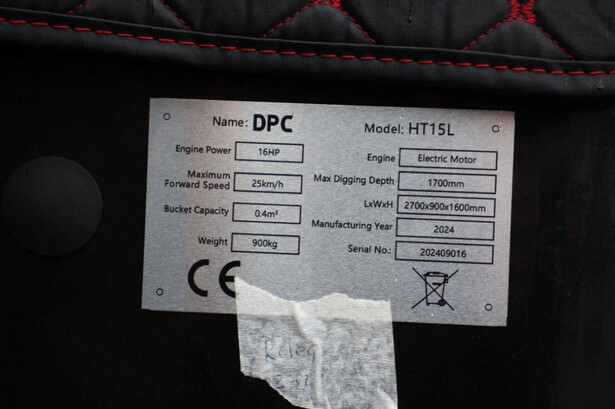 Name: DPC
Model: HT15L
Engine Power 16HP
Engine Electric Motor
Maximum Forward Speed 25km/h
Max Digging Depth 1700mm
Bucket Capacity 0.4m³
LxWxH 2700x900x1600mm
Manufacturing Year 2024
Weight 900kg
Serial No.: 202409016
CE